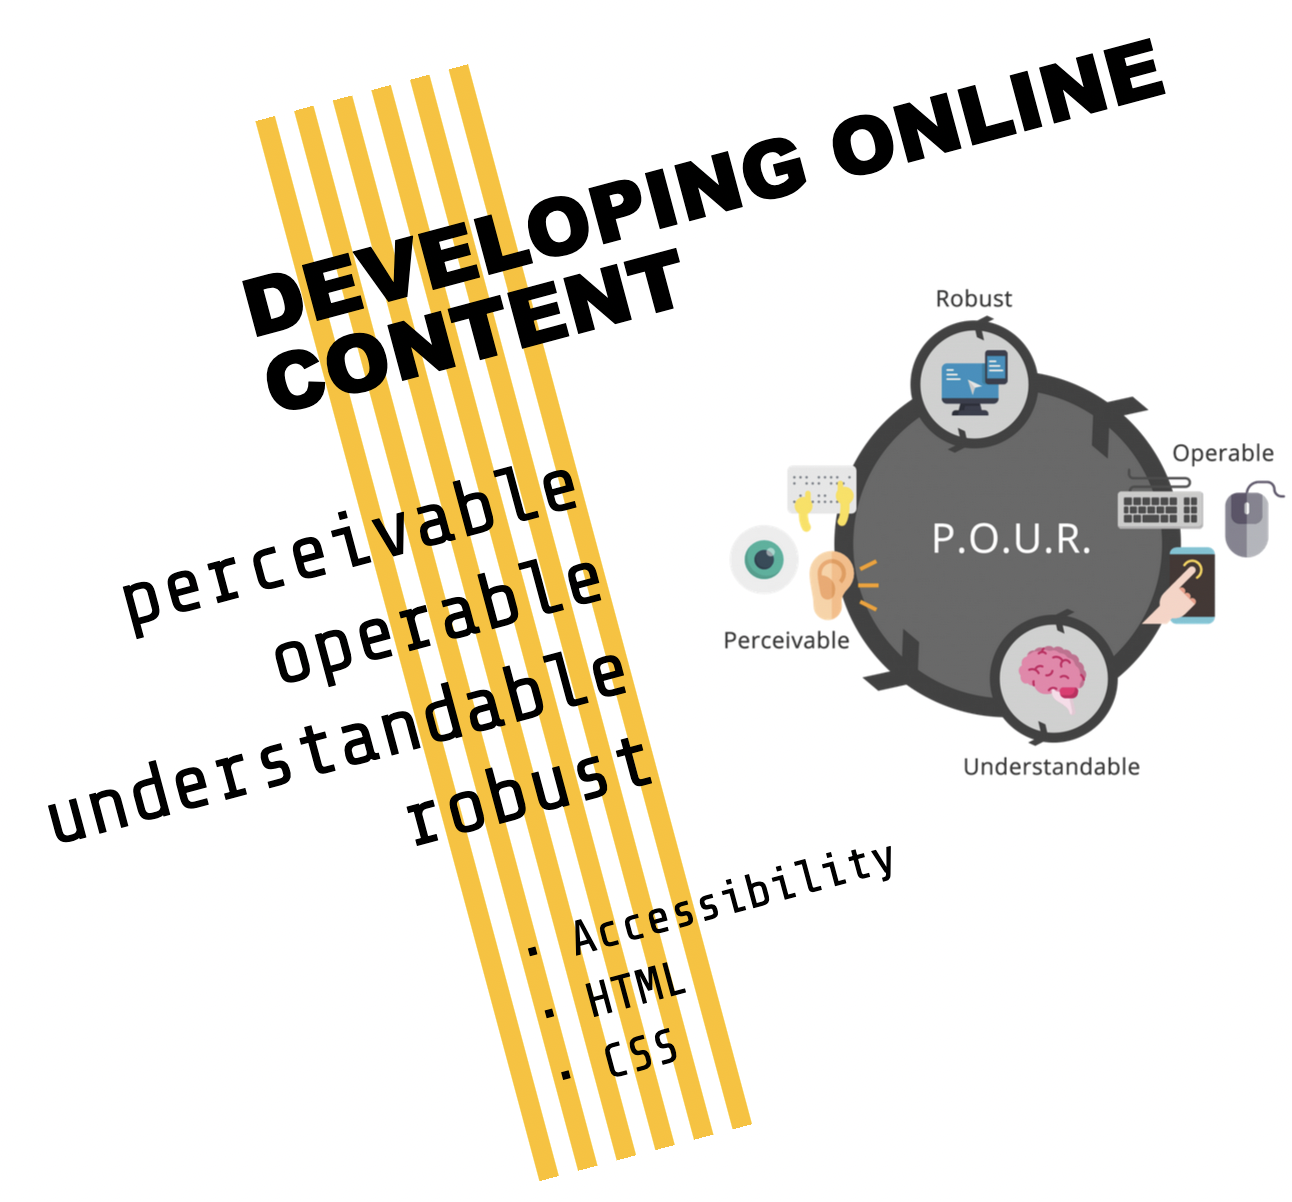 DEVELOPING ONLINE
CONTENT
perceivable
operable
understandable
robust
. Accessibility
. HTML
. CSS
Robust
Operable
P.O.U.R.
Perceivable
Understandable